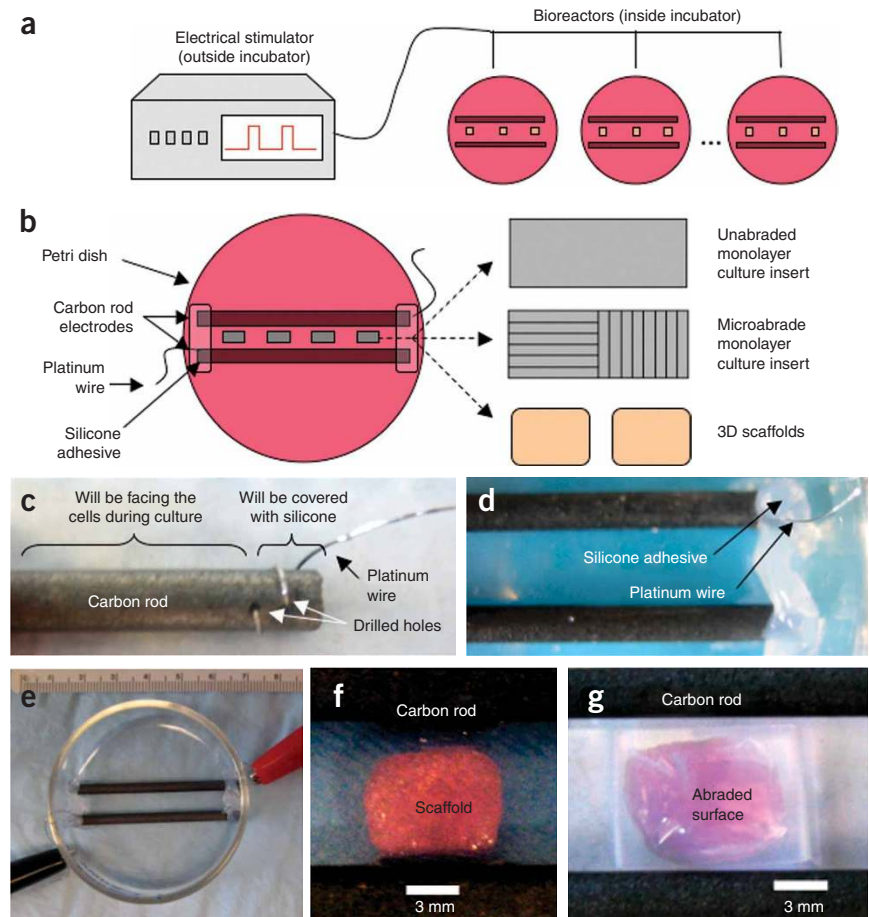 a
Electrical stimulator
(outside incubator)
Bioreactors (inside incubator)
...
b
Petri dish
Carbon rod
electrodes
Platinum
wire
Silicone
adhesive
Unabraded
monolayer
culture insert
Microabrade
monolayer
culture insert
3D scaffolds
c
Will be facing the
cells during culture
Will be covered
with silicone
Carbon rod
Platinum
wire
Drilled holes
d
Silicone adhesive
Platinum wire
e
f
Carbon rod
Scaffold
3 mm
g
Carbon rod
Abraded
surface
3 mm